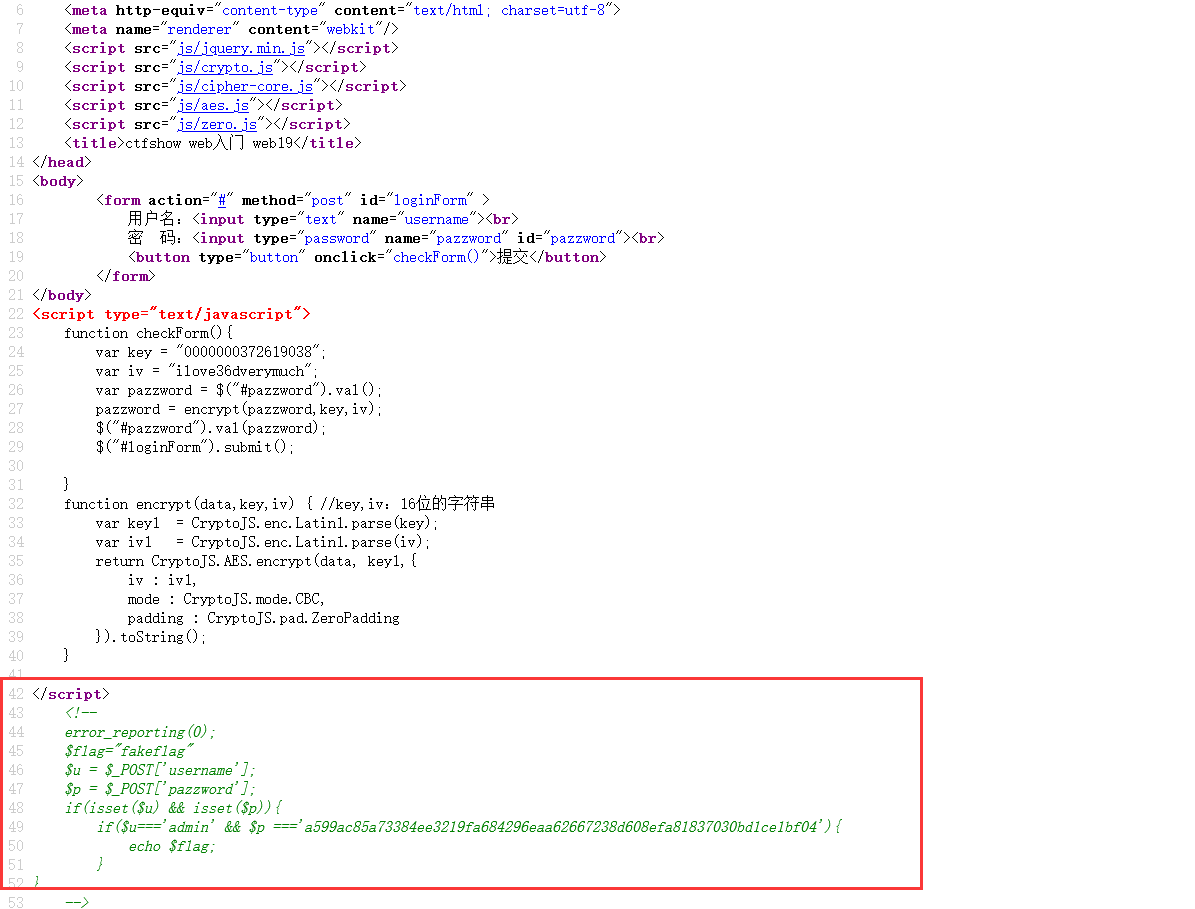 6 <meta http-equiv="content-type" content="text/html; charset=utf-8">
7 <meta name="renderer" content="webkit"/>
8 <script src="js/jquery.min.js"></script>
9 <script src="js/crypto.js"></script>
10 <script src="js/cipher-core.js"></script>
11 <script src="js/aes.js"></script>
12 <script src="js/zero.js"></script>
13 <title>ctfshow web入门 web19</title>
14 </head>
15 <body>
16 <form action="#" method="post" id="loginForm" >
17 用户名：<input type="text" name="username"><br>
18 密  码：<input type="password" name="pazzword" id="pazzword"><br>
19 <button type="button" onclick="checkForm()">提交</button>
20 </form>
21 </body>
22 <script type="text/javascript">
23 function checkForm(){
24 var key = "0000000372619038";
25 var iv = "ilove36dverymuch";
26 var pazzword = $("#pazzword").val();
27 pazzword = encrypt(pazzword,key,iv);
28 $("#pazzword").val(pazzword);
29 $("#loginForm").submit();
30
31 }
32 function encrypt(data,key,iv) { //key,iv：16位的字符串
33 var key1  = CryptoJS.enc.Latin1.parse(key);
34 var iv1   = CryptoJS.enc.Latin1.parse(iv);
35 return CryptoJS.AES.encrypt(data, key1,{
36 iv : iv1,
37 mode : CryptoJS.mode.CBC,
38 padding : CryptoJS.pad.ZeroPadding
39 }).toString();
40 }
41
42 </script>
43 <!--
44 error_reporting(0);
45 $flag="fakeflag"
46 $u = $_POST['username'];
47 $p = $_POST['pazzword'];
48 if(isset($u) && isset($p)){
49 if($u==='admin' && $p ==='a599ac85a73384ee3219fa684296eaa62667238d608efa81837030bd1ce1bf04'){
50 echo $flag;
51 }
52 }
53 -->